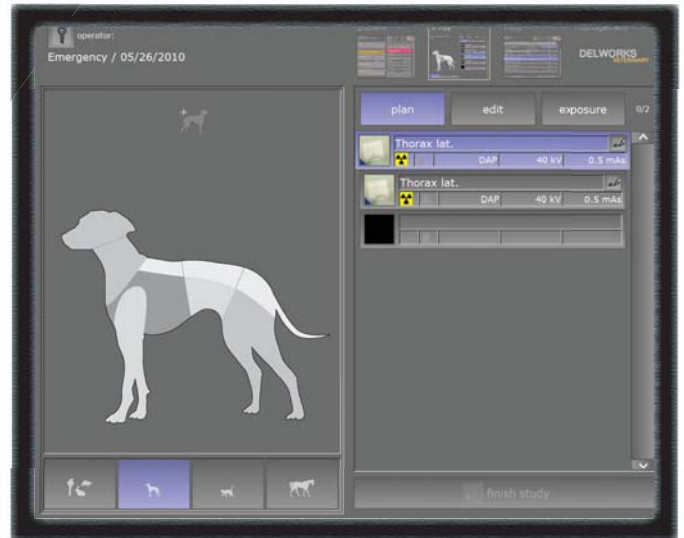 operator:
Emergency / 05/26/2010
DELWORKS
VETERINARY
plan
edit
exposure
0/2
Thorax lat.
DAP
40 kV
0.5 mAs
Thorax lat.
DAP
40 kV
0.5 mAs
finish study